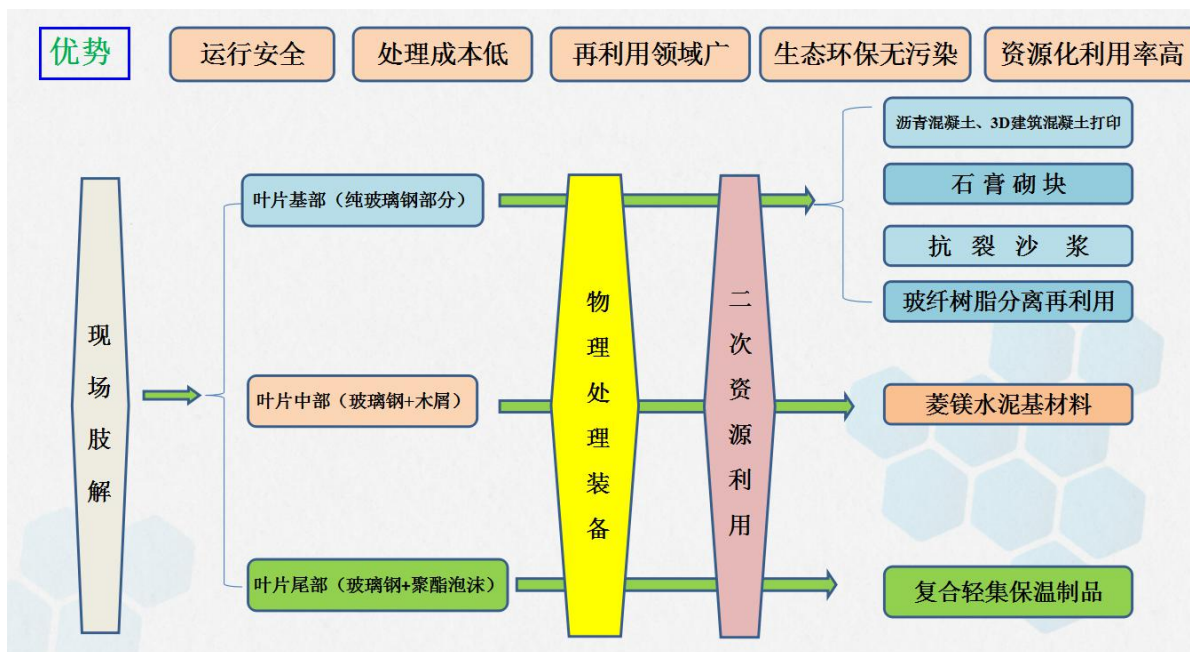 优势
运行安全
处理成本低
再利用领域广
生态环保无污染
资源化利用率高
现场肢解
叶片基部（纯玻璃钢部分）
叶片中部（玻璃钢+木屑）
叶片尾部（玻璃钢+聚酯泡沫）
物理处理装备
二次资源利用
沥青混凝土、3D建筑混凝土打印
石膏砌块
抗裂沙浆
玻纤树脂分离再利用
菱镁水泥基材料
复合轻集保温制品